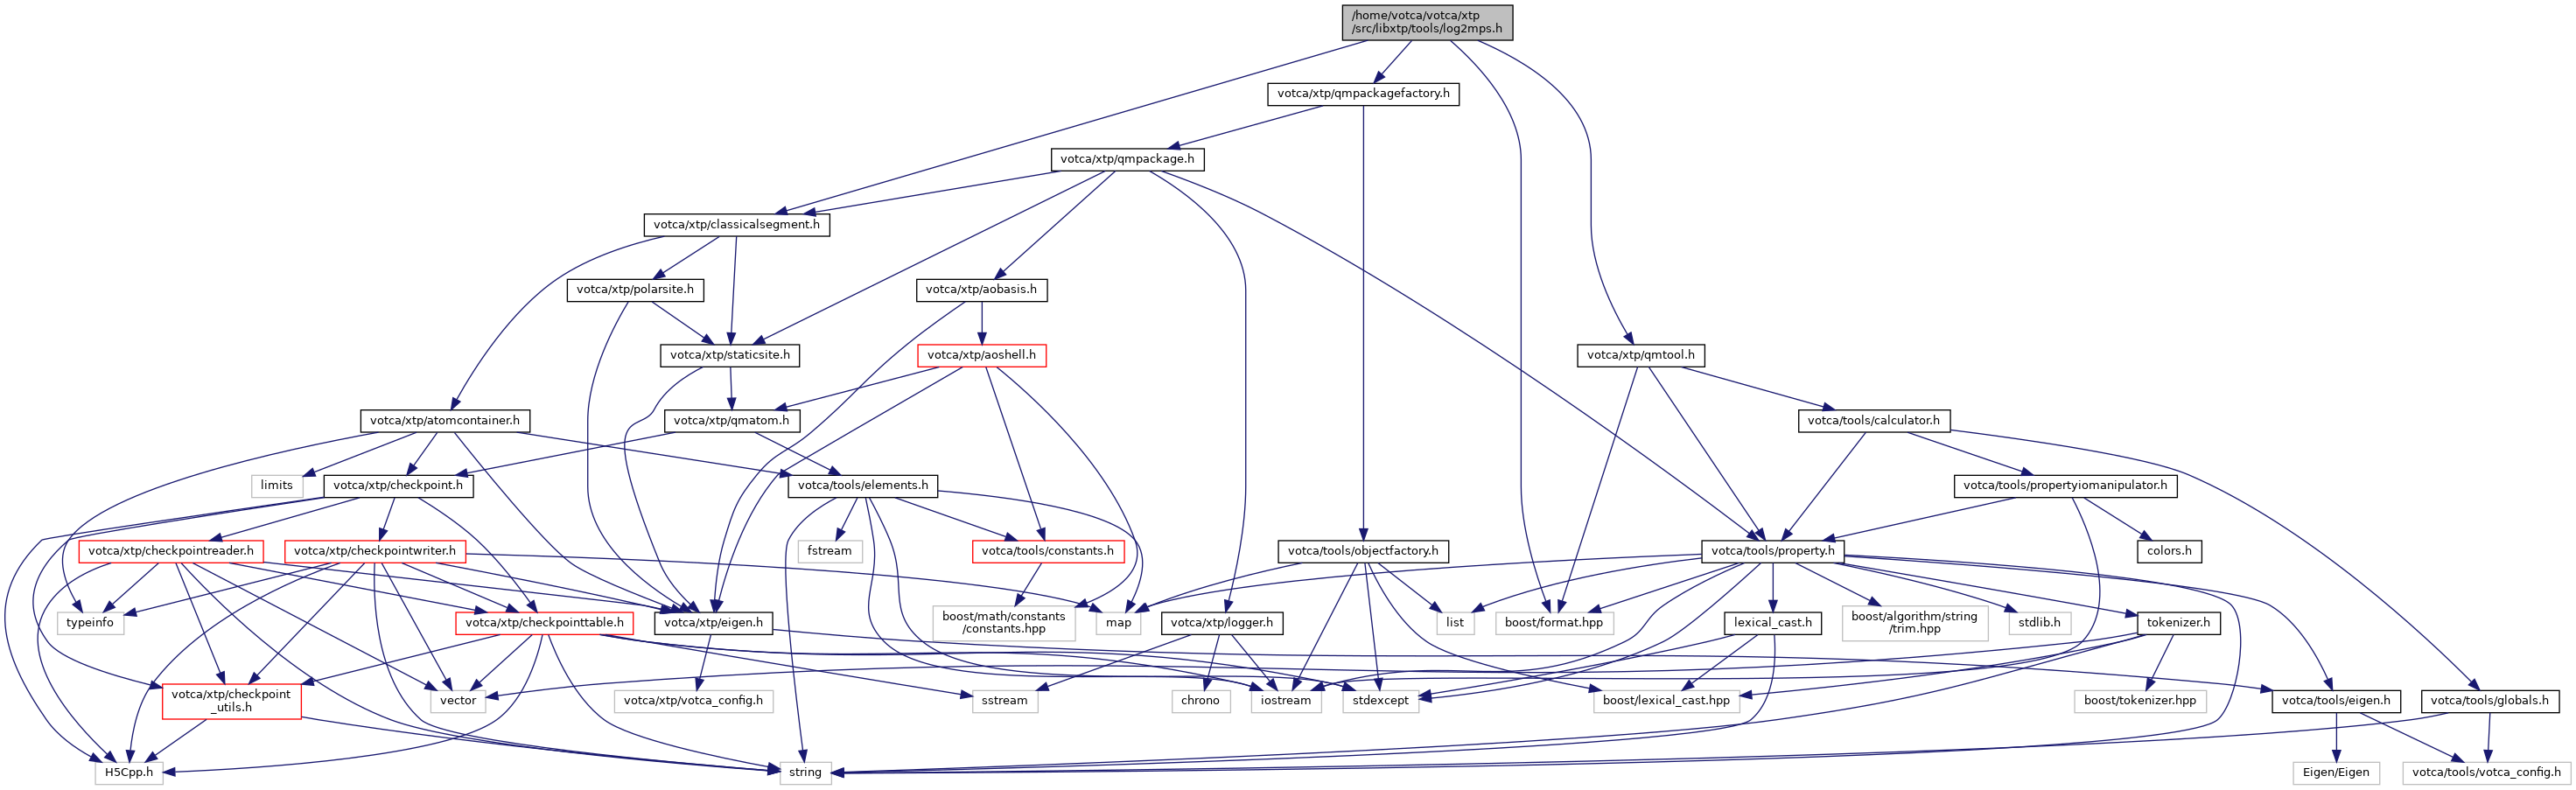 /home/votca/votca/xtp
/src/libxtp/tools/log2mps.h
votca/xtp/qmpackagefactory.h
votca/xtp/qmpackage.h
votca/xtp/classicalsegment.h
votca/xtp/polarsite.h
votca/xtp/aobasis.h
votca/xtp/staticsite.h
votca/xtp/aoshell.h
votca/xtp/qmtool.h
votca/xtp/atomcontainer.h
votca/xtp/qmatom.h
votca/tools/calculator.h
limits
votca/xtp/checkpoint.h
votca/tools/elements.h
votca/tools/propertyiomanipulator.h
votca/xtp/checkpointreader.h
votca/xtp/checkpointwriter.h
fstream
votca/tools/constants.h
votca/tools/objectfactory.h
votca/tools/property.h
colors.h
typeinfo
votca/xtp/checkpointtable.h
votca/xtp/eigen.h
boost/math/constants
/constants.hpp
map
votca/xtp/logger.h
list
boost/format.hpp
lexical_cast.h
boost/algorithm/string
/trim.hpp
stdlib.h
tokenizer.h
votca/xtp/checkpoint
_utils.h
vector
votca/xtp/votca_config.h
sstream
chrono
iostream
stdexcept
boost/lexical_cast.hpp
boost/tokenizer.hpp
votca/tools/eigen.h
votca/tools/globals.h
H5Cpp.h
string
Eigen/Eigen
votca/tools/votca_config.h